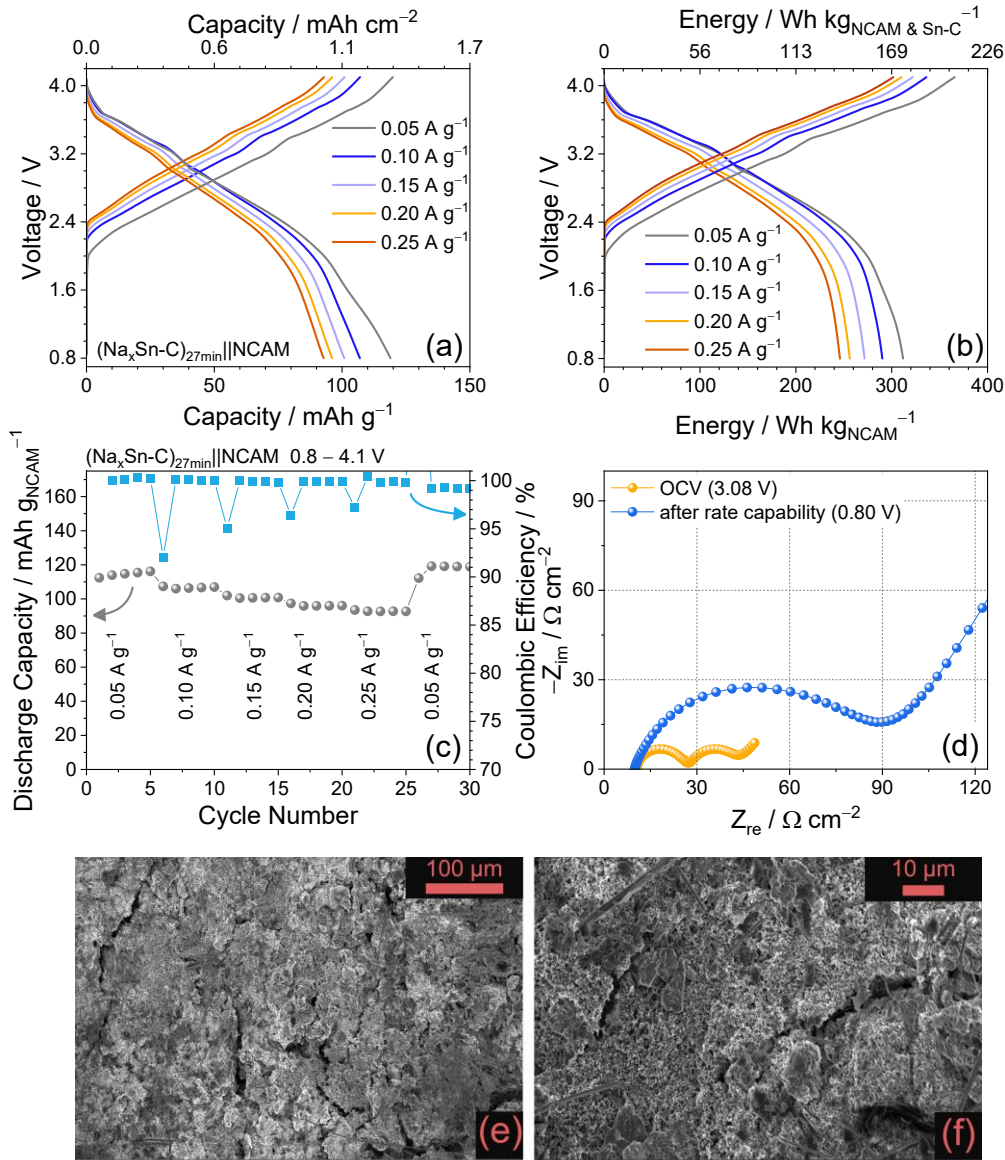 Capacity / mAh cm⁻²
0.0 0.6 1.1 1.7
4.0
3.2
2.4
1.6
0.8
Voltage / V
0.05 A g⁻¹
0.10 A g⁻¹
0.15 A g⁻¹
0.20 A g⁻¹
0.25 A g⁻¹
(NaₓSn-C)₂₇ₘᵢₙ||NCAM
(a)
0 50 100 150
Capacity / mAh g⁻¹
Energy / Wh kg_NCAM & Sn-C⁻¹
0 56 113 169 226
4.0
3.2
2.4
1.6
0.8
Voltage / V
0.05 A g⁻¹
0.10 A g⁻¹
0.15 A g⁻¹
0.20 A g⁻¹
0.25 A g⁻¹
(b)
0 100 200 300 400
Energy / Wh kg_NCAM⁻¹
(NaₓSn-C)₂₇ₘᵢₙ||NCAM 0.8 – 4.1 V
160
140
120
100
80
60
40
20
0
Discharge Capacity / mAh g_NCAM⁻¹
0.05 A g⁻¹
0.10 A g⁻¹
0.15 A g⁻¹
0.20 A g⁻¹
0.25 A g⁻¹
0.05 A g⁻¹
(c)
100
95
90
85
80
75
70
Coulombic Efficiency / %
0 5 10 15 20 25 30
Cycle Number
OCV (3.08 V)
after rate capability (0.80 V)
90
60
30
0
−Z_im / Ω cm⁻²
(d)
0 30 60 90 120
Z_re / Ω cm⁻²
100 µm
(e)
10 µm
(f)